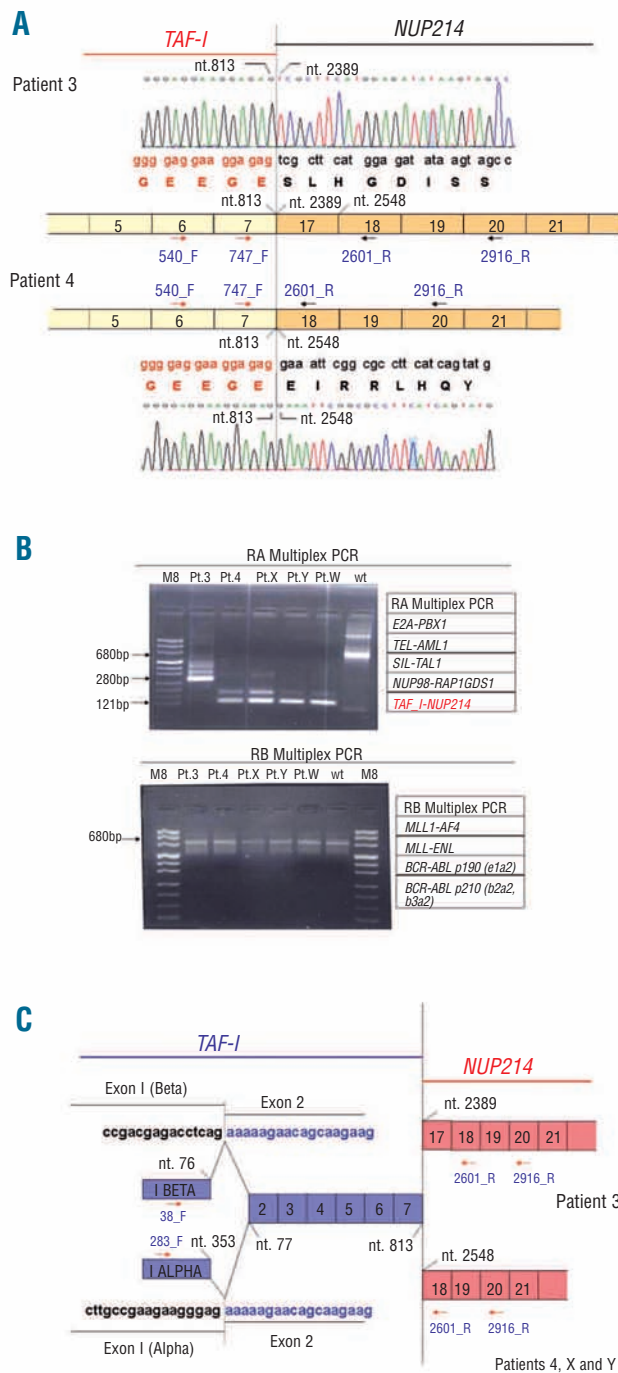 A
TAF-I
NUP214
nt.813
nt. 2389
Patient 3
ggg gag gaa gga gag tcg ctt cat gga gat ata agt agc c
G E E G E S L H G D I S S
nt.813 nt. 2389 nt. 2548
5 6 7 17 18 19 20 21
540_F 747_F 2601_R 2916_R
Patient 4
540_F 747_F 2601_R 2916_R
5 6 7 18 19 20 21
nt.813 nt. 2548
ggg gag gaa gga gag gaa att cgg cgc ctt cat cag tat g
G E E G E E I R R L H Q Y
nt.813 nt. 2548
B
RA Multiplex PCR
M8 Pt.3 Pt.4 Pt.X Pt.Y Pt.W wt
680bp
280bp
121bp
RA Multiplex PCR
E2A-PBX1
TEL-AML1
SIL-TAL1
NUP98-RAP1GDS1
TAF_I-NUP214
RB Multiplex PCR
M8 Pt.3 Pt.4 Pt.X Pt.Y Pt.W wt M8
680bp
RB Multiplex PCR
MLL1-AF4
MLL-ENL
BCR-ABL p190 (e1a2)
BCR-ABL p210 (b2a2,
b3a2)
C
TAF-I
NUP214
Exon I (Beta)
Exon 2
nt. 2389
ccgacgagacctcag aaaaagaacagcaagaag
17 18 19 20 21
nt. 76
2601_R 2916_R
I BETA
Patient 3
38_F
2 3 4 5 6 7
283_F
nt. 353
nt. 77
nt. 813
I ALPHA
nt. 2548
18 19 20 21
cttgccgaagaagggag aaaaagaacagcaagaag
2601_R 2916_R
Exon I (Alpha)
Exon 2
Patients 4, X and Y